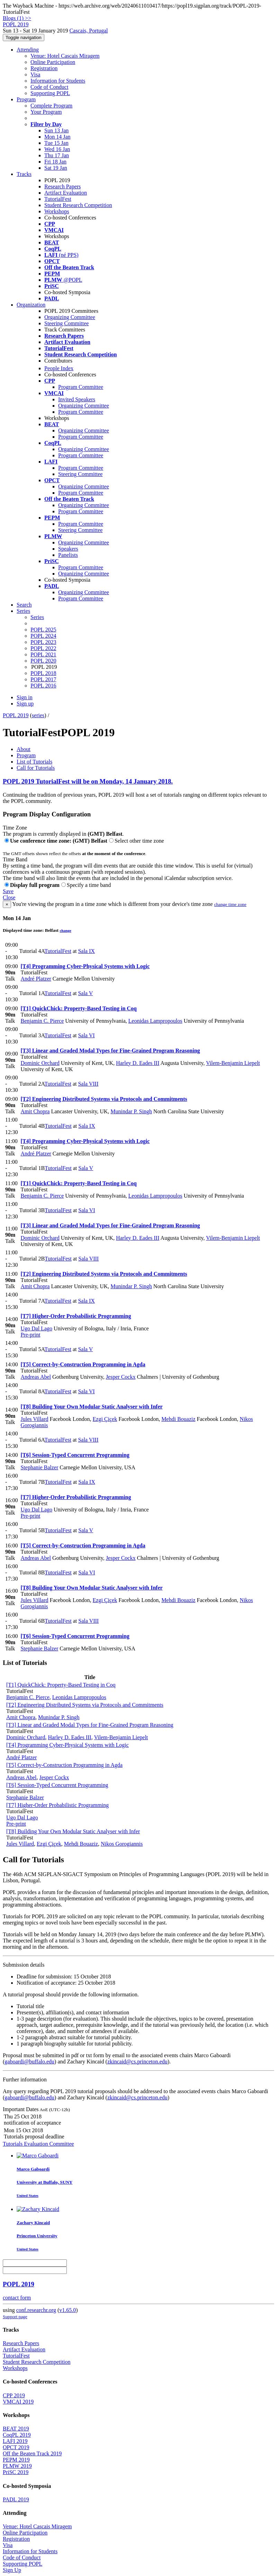 The Wayback Machine - https://web.archive.org/web/20240611010417/https://popl19.sigplan.org/track/POPL-2019-
TutorialFest
Blogs (1) >>
POPL 2019
Sun 13 - Sat 19 January 2019 Cascais, Portugal
Toggle navigation
Attending
Venue: Hotel Cascais Miragem
Online Participation
Registration
Visa
Information for Students
Code of Conduct
Supporting POPL
Program
Complete Program
Your Program
Filter by Day
Sun 13 Jan
Mon 14 Jan
Tue 15 Jan
Wed 16 Jan
Thu 17 Jan
Fri 18 Jan
Sat 19 Jan
Tracks
POPL 2019
Research Papers
Artifact Evaluation
TutorialFest
Student Research Competition
Workshops
Co-hosted Conferences
CPP
VMCAI
Workshops
BEAT
CoqPL
LAFI (né PPS)
OPCT
Off the Beaten Track
PEPM
PLMW @POPL
PriSC
Co-hosted Symposia
PADL
Organization
POPL 2019 Committees
Organizing Committee
Steering Committee
Track Committees
Research Papers
Artifact Evaluation
TutorialFest
Student Research Competition
Contributors
People Index
Co-hosted Conferences
CPP
Program Committee
VMCAI
Invited Speakers
Organizing Committee
Program Committee
Workshops
BEAT
Organizing Committee
Program Committee
CoqPL
Organizing Committee
Program Committee
LAFI
Program Committee
Steering Committee
OPCT
Organizing Committee
Program Committee
Off the Beaten Track
Organizing Committee
Program Committee
PEPM
Program Committee
Steering Committee
PLMW
Organizing Committee
Speakers
Panelists
PriSC
Program Committee
Organizing Committee
Co-hosted Symposia
PADL
Organizing Committee
Program Committee
Search
Series
Series
POPL 2025
POPL 2024
POPL 2023
POPL 2022
POPL 2021
POPL 2020
POPL 2019
POPL 2018
POPL 2017
POPL 2016
Sign in
Sign up
POPL 2019 (series) /
TutorialFestPOPL 2019
About
Program
List of Tutorials
Call for Tutorials
POPL 2019 TutorialFest will be on Monday, 14 January 2018.
Continuing the tradition of previous years, POPL 2019 will host a set of tutorials ranging on different topics relevant to
the POPL community.
Program Display Configuration
Time Zone
The program is currently displayed in (GMT) Belfast.
Use conference time zone: (GMT) Belfast Select other time zone
The GMT offsets shown reflect the offsets at the moment of the conference.
Time Band
By setting a time band, the program will dim events that are outside this time window. This is useful for (virtual)
conferences with a continuous program (with repeated sessions).
The time band will also limit the events that are included in the personal iCalendar subscription service.
Display full program Specify a time band
Save
Close
× You're viewing the program in a time zone which is different from your device's time zone change time zone
Mon 14 Jan
Displayed time zone: Belfast change
09:00
- Tutorial 4ATutorialFest at Sala IX
10:30
09:00 [T4] Programming Cyber-Physical Systems with Logic
90m TutorialFest
Talk André Platzer Carnegie Mellon University
09:00
- Tutorial 1ATutorialFest at Sala V
10:30
09:00 [T1] QuickChick: Property-Based Testing in Coq
90m TutorialFest
Talk Benjamin C. Pierce University of Pennsylvania, Leonidas Lampropoulos University of Pennsylvania
09:00
- Tutorial 3ATutorialFest at Sala VI
10:30
09:00 [T3] Linear and Graded Modal Types for Fine-Grained Program Reasoning
90m TutorialFest
Talk Dominic Orchard University of Kent, UK, Harley D. Eades III Augusta University, Vilem-Benjamin Liepelt
University of Kent, UK
09:00
- Tutorial 2ATutorialFest at Sala VIII
10:30
09:00 [T2] Engineering Distributed Systems via Protocols and Commitments
90m TutorialFest
Talk Amit Chopra Lancaster University, UK, Munindar P. Singh North Carolina State University
11:00
- Tutorial 4BTutorialFest at Sala IX
12:30
11:00 [T4] Programming Cyber-Physical Systems with Logic
90m TutorialFest
Talk André Platzer Carnegie Mellon University
11:00
- Tutorial 1BTutorialFest at Sala V
12:30
11:00 [T1] QuickChick: Property-Based Testing in Coq
90m TutorialFest
Talk Benjamin C. Pierce University of Pennsylvania, Leonidas Lampropoulos University of Pennsylvania
11:00
- Tutorial 3BTutorialFest at Sala VI
12:30
11:00 [T3] Linear and Graded Modal Types for Fine-Grained Program Reasoning
90m TutorialFest
Talk Dominic Orchard University of Kent, UK, Harley D. Eades III Augusta University, Vilem-Benjamin Liepelt
University of Kent, UK
11:00
- Tutorial 2BTutorialFest at Sala VIII
12:30
11:00 [T2] Engineering Distributed Systems via Protocols and Commitments
90m TutorialFest
Talk Amit Chopra Lancaster University, UK, Munindar P. Singh North Carolina State University
14:00
- Tutorial 7ATutorialFest at Sala IX
15:30
14:00 [T7] Higher-Order Probabilistic Programming
90m TutorialFest
Talk Ugo Dal Lago University of Bologna, Italy / Inria, France
Pre-print
14:00
- Tutorial 5ATutorialFest at Sala V
15:30
14:00 [T5] Correct-by-Construction Programming in Agda
90m TutorialFest
Talk Andreas Abel Gothenburg University, Jesper Cockx Chalmers | University of Gothenburg
14:00
- Tutorial 8ATutorialFest at Sala VI
15:30
14:00 [T8] Building Your Own Modular Static Analyser with Infer
90m TutorialFest
Talk Jules Villard Facebook London, Ezgi Çiçek Facebook London, Mehdi Bouaziz Facebook London, Nikos
Gorogiannis
14:00
- Tutorial 6ATutorialFest at Sala VIII
15:30
14:00 [T6] Session-Typed Concurrent Programming
90m TutorialFest
Talk Stephanie Balzer Carnegie Mellon University, USA
16:00
- Tutorial 7BTutorialFest at Sala IX
17:30
16:00 [T7] Higher-Order Probabilistic Programming
90m TutorialFest
Talk Ugo Dal Lago University of Bologna, Italy / Inria, France
Pre-print
16:00
- Tutorial 5BTutorialFest at Sala V
17:30
16:00 [T5] Correct-by-Construction Programming in Agda
90m TutorialFest
Talk Andreas Abel Gothenburg University, Jesper Cockx Chalmers | University of Gothenburg
16:00
- Tutorial 8BTutorialFest at Sala VI
17:30
16:00 [T8] Building Your Own Modular Static Analyser with Infer
90m TutorialFest
Talk Jules Villard Facebook London, Ezgi Çiçek Facebook London, Mehdi Bouaziz Facebook London, Nikos
Gorogiannis
16:00
- Tutorial 6BTutorialFest at Sala VIII
17:30
16:00 [T6] Session-Typed Concurrent Programming
90m TutorialFest
Talk Stephanie Balzer Carnegie Mellon University, USA
List of Tutorials
Title
[T1] QuickChick: Property-Based Testing in Coq
TutorialFest
Benjamin C. Pierce, Leonidas Lampropoulos
[T2] Engineering Distributed Systems via Protocols and Commitments
TutorialFest
Amit Chopra, Munindar P. Singh
[T3] Linear and Graded Modal Types for Fine-Grained Program Reasoning
TutorialFest
Dominic Orchard, Harley D. Eades III, Vilem-Benjamin Liepelt
[T4] Programming Cyber-Physical Systems with Logic
TutorialFest
André Platzer
[T5] Correct-by-Construction Programming in Agda
TutorialFest
Andreas Abel, Jesper Cockx
[T6] Session-Typed Concurrent Programming
TutorialFest
Stephanie Balzer
[T7] Higher-Order Probabilistic Programming
TutorialFest
Ugo Dal Lago
Pre-print
[T8] Building Your Own Modular Static Analyser with Infer
TutorialFest
Jules Villard, Ezgi Çiçek, Mehdi Bouaziz, Nikos Gorogiannis
Call for Tutorials
The 46th ACM SIGPLAN-SIGACT Symposium on Principles of Programming Languages (POPL 2019) will be held in
Lisbon, Portugal.
POPL provides a forum for the discussion of fundamental principles and important innovations in the design, definition,
analysis, transformation, implementation, and verification of programming languages, programming systems, and
programming abstractions.
Tutorials for POPL 2019 are solicited on any topic relevant to the POPL community. In particular, tutorials describing
ongoing topics of interest in verification have been especially successful in the past.
Tutorials will be held on Monday January 14, 2019 (two days before the main conference and alongside PLMW). The
expected length of a tutorial is 3 hours, although it depends on how many tutorials there are in the conference.
Submission details
Deadline for submission: 15 October 2018
Notification of acceptance: 25 October 2018
A tutorial proposal should provide the following information.
Tutorial title
Presenter(s), affiliation(s), and contact information
1-3 page description (for evaluation). This should include the objectives, topics to be covered, presentation
approach, target audience, prerequisite knowledge, and if the tutorial was previously held, the location (i.e. which
conference), date, and number of attendees if available.
1-2 paragraph abstract suitable for tutorial publicity.
1 paragraph biography suitable for tutorial publicity.
Proposal must be submitted in pdf or txt form by email to the associated events chairs Marco Gaboardi
(gaboardi@buffalo.edu) and Zachary Kincaid (zkincaid@cs.princeton.edu).
Further information
Any query regarding POPL 2019 tutorial proposals should be addressed to the associated events chairs Marco Gaboardi
(gaboardi@buffalo.edu) and Zachary Kincaid (zkincaid@cs.princeton.edu).
Important Dates AoE (UTC-12h)
Thu 25 Oct 2018
notification of acceptance
Mon 15 Oct 2018
Tutorials proposal deadline
Tutorials Evaluation Committee
Marco Gaboardi
Marco Gaboardi
University at Buffalo, SUNY
United States
Zachary Kincaid
Zachary Kincaid
Princeton University
United States
POPL 2019
contact form
using conf.researchr.org (v1.65.0)
Support page
Tracks
Research Papers
Artifact Evaluation
TutorialFest
Student Research Competition
Workshops
Co-hosted Conferences
CPP 2019
VMCAI 2019
Workshops
BEAT 2019
CoqPL 2019
LAFI 2019
OPCT 2019
Off the Beaten Track 2019
PEPM 2019
PLMW 2019
PriSC 2019
Co-hosted Symposia
PADL 2019
Attending
Venue: Hotel Cascais Miragem
Online Participation
Registration
Visa
Information for Students
Code of Conduct
Supporting POPL
Sign Up